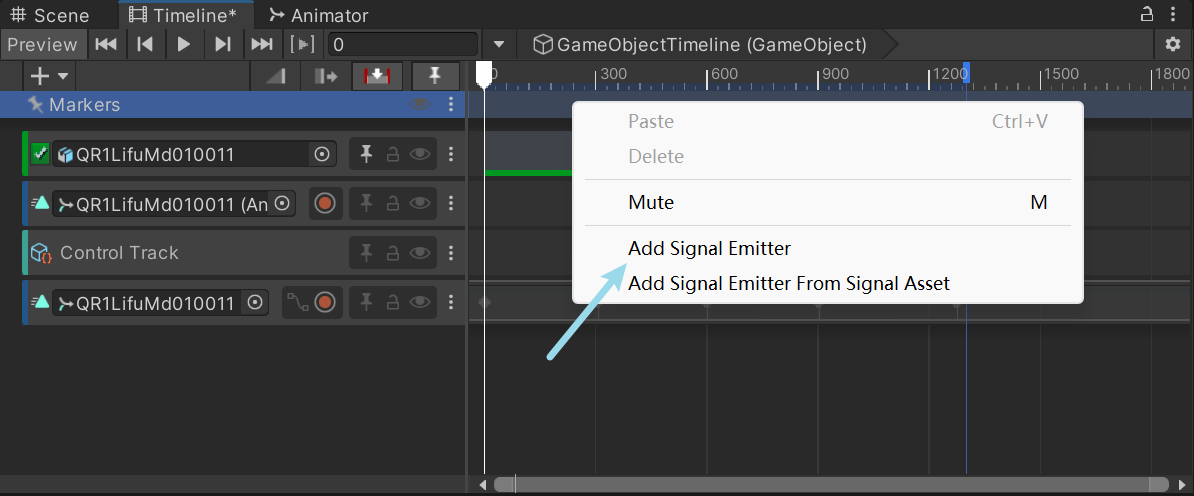 Scene Timeline* Animator
Preview 0 GameObjectTimeline (GameObject)
0 300 600 900 1200 1500 1800
Markers
Paste Ctrl+V
QR1LifuMd010011
Delete
QR1LifuMd010011 (An
Mute M
Control Track
Add Signal Emitter
Add Signal Emitter From Signal Asset
QR1LifuMd010011